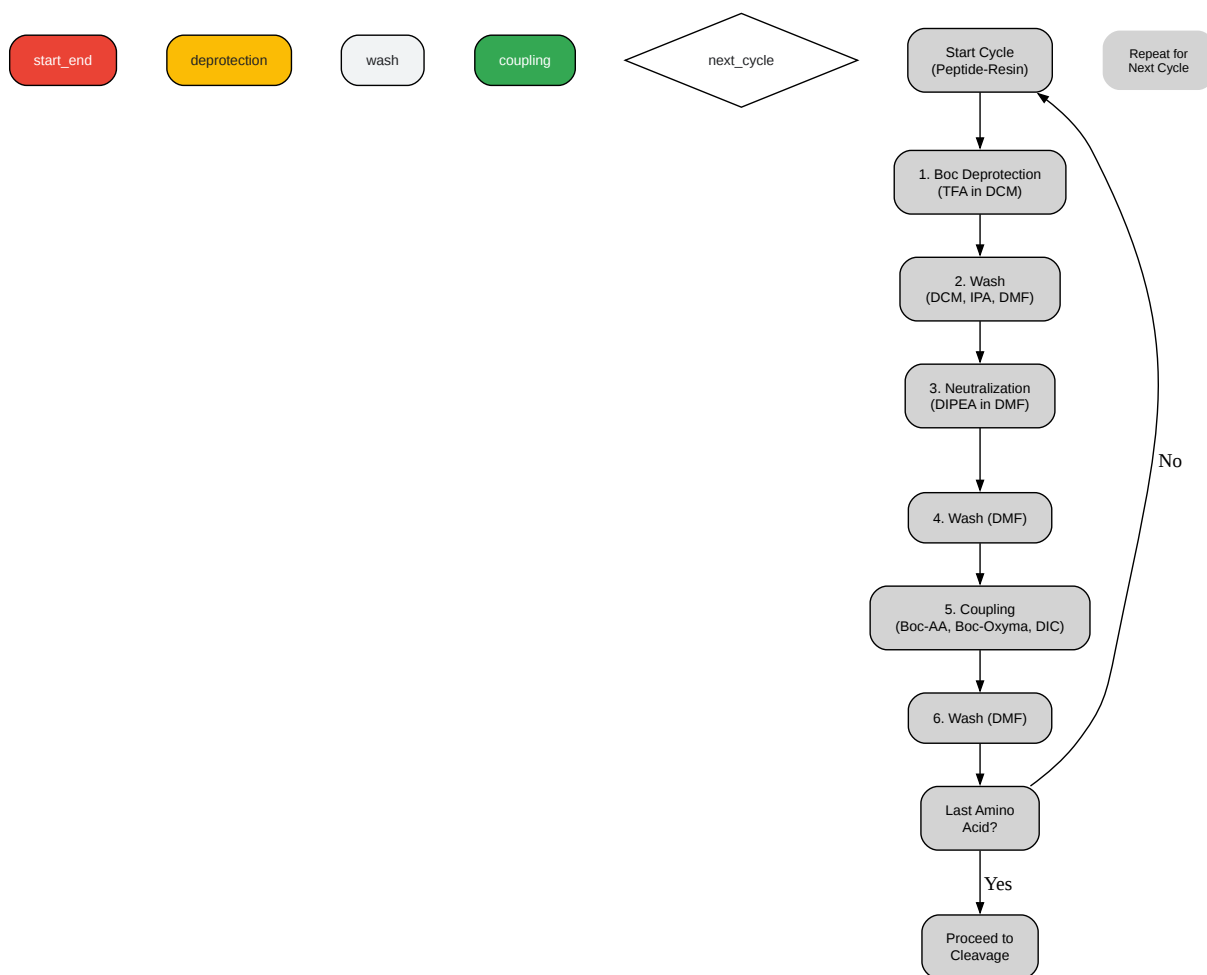 start_end
deprotection
wash
coupling
next_cycle
Start Cycle
(Peptide-Resin)
Repeat for
Next Cycle
1. Boc Deprotection
(TFA in DCM)
2. Wash
(DCM, IPA, DMF)
3. Neutralization
(DIPEA in DMF)
No
4. Wash (DMF)
5. Coupling
(Boc-AA, Boc-Oxyma, DIC)
6. Wash (DMF)
Last Amino
Acid?
Yes
Proceed to
Cleavage